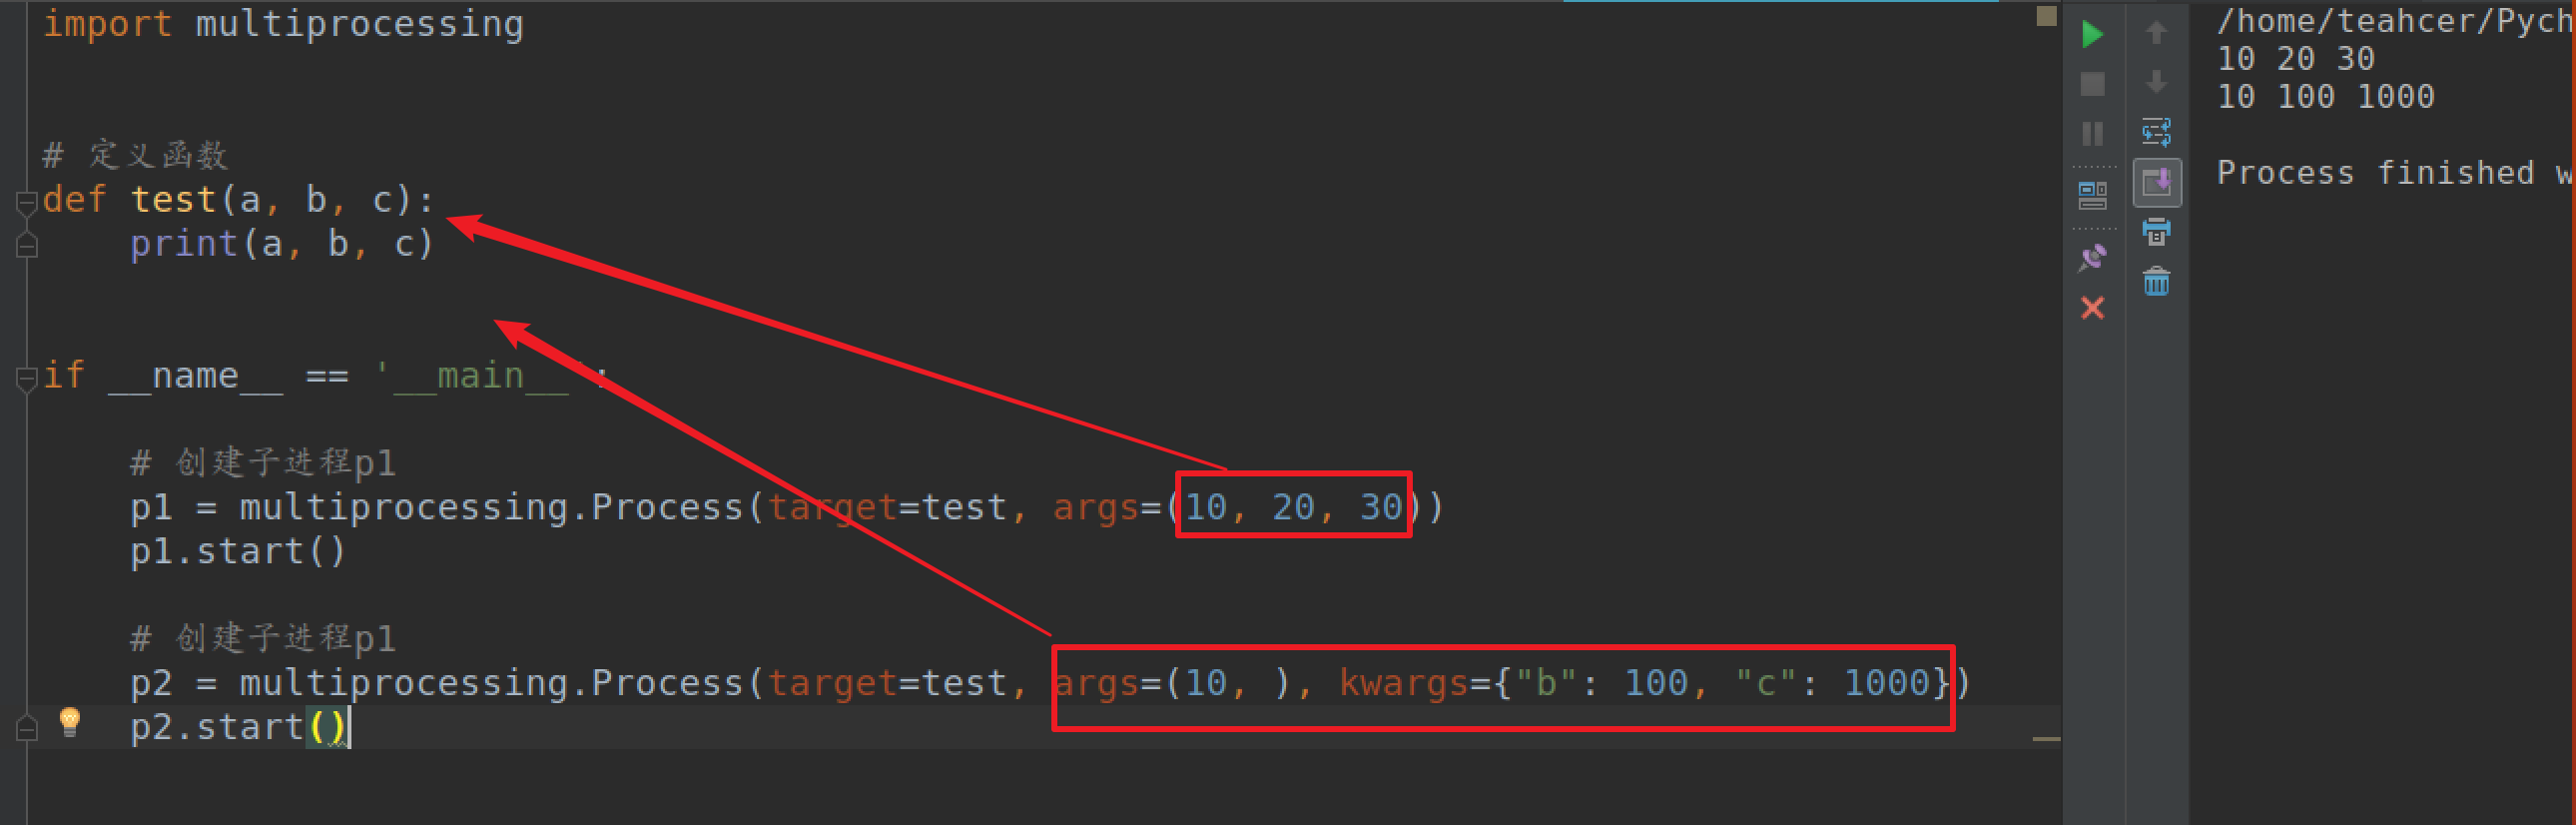 import multiprocessing
# 定义函数
def test(a, b, c):
print(a, b, c)
if __name__ == '__main__':
# 创建子进程p1
p1 = multiprocessing.Process(target=test, args=(10, 20, 30))
p1.start()
# 创建子进程p1
p2 = multiprocessing.Process(target=test, args=(10, ), kwargs={"b": 100, "c": 1000})
p2.start()
/home/teahcer/Pych
10 20 30
10 100 1000
Process finished w